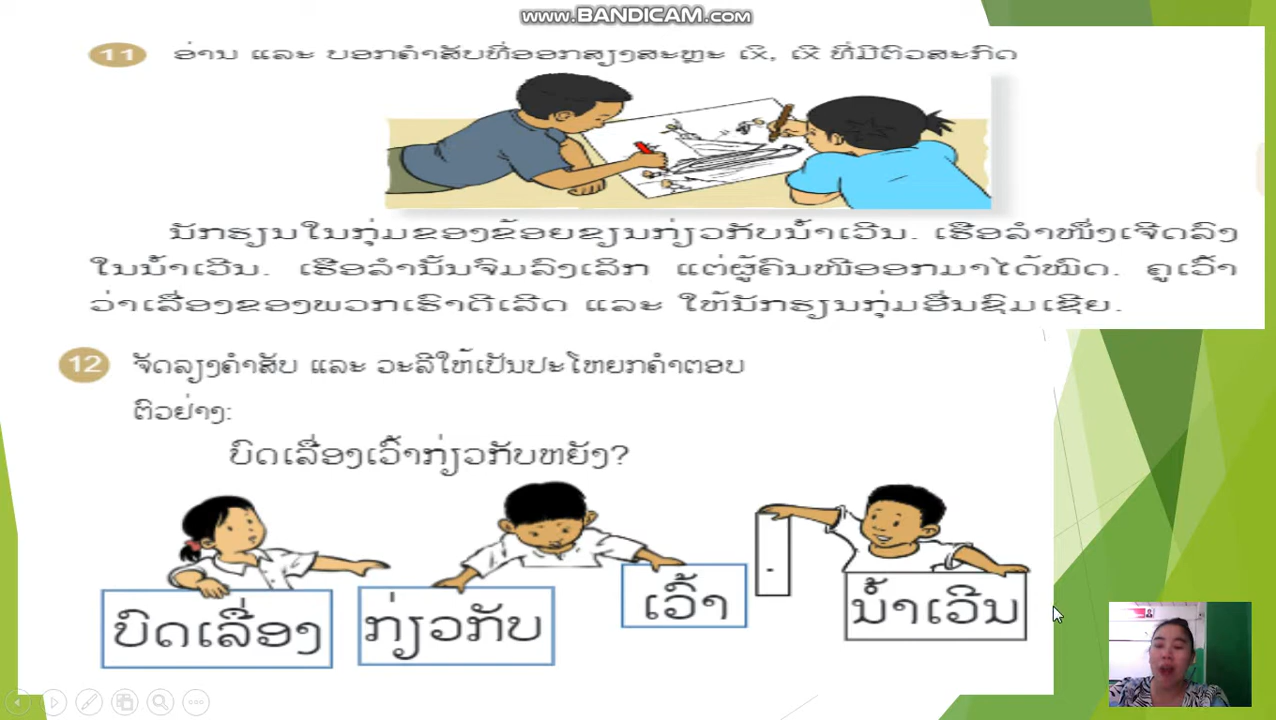 www.BANDICAM.com
11 ອ່ານ ແລະ ບອກຄຳສັບທີ່ອອກສຽງສະຫຼະ ເxິ, ເxີ ທີ່ມີຕົວສະກົດ
ນັກຮຽນໃນກຸ່ມຂອງຂ້ອຍຂຽນກ່ຽວກັບນ້ຳເວີນ. ເຮືອລຳໜຶ່ງເຈີດລົງ
ໃນນ້ຳເວີນ. ເຮືອລຳນັ້ນຈົມລົງເລິກ ແຕ່ຜູ້ຄົນໜີອອກມາໄດ້ໝົດ. ຄູເວົ້າ
ວ່າເລື່ອງຂອງພວກເຮົາດີເລີດ ແລະ ໃຫ້ນັກຮຽນກຸ່ມອື່ນຊົມເຊີຍ.
12 ຈັດລຽງຄຳສັບ ແລະ ວະລີໃຫ້ເປັນປະໂຫຍກຄຳຕອບ
ຕົວຢ່າງ:
ບົດເລື່ອງເວົ້າກ່ຽວກັບຫຍັງ?
ບົດເລື່ອງ ກ່ຽວກັບ ເວົ້າ . ນ້ຳເວີນ